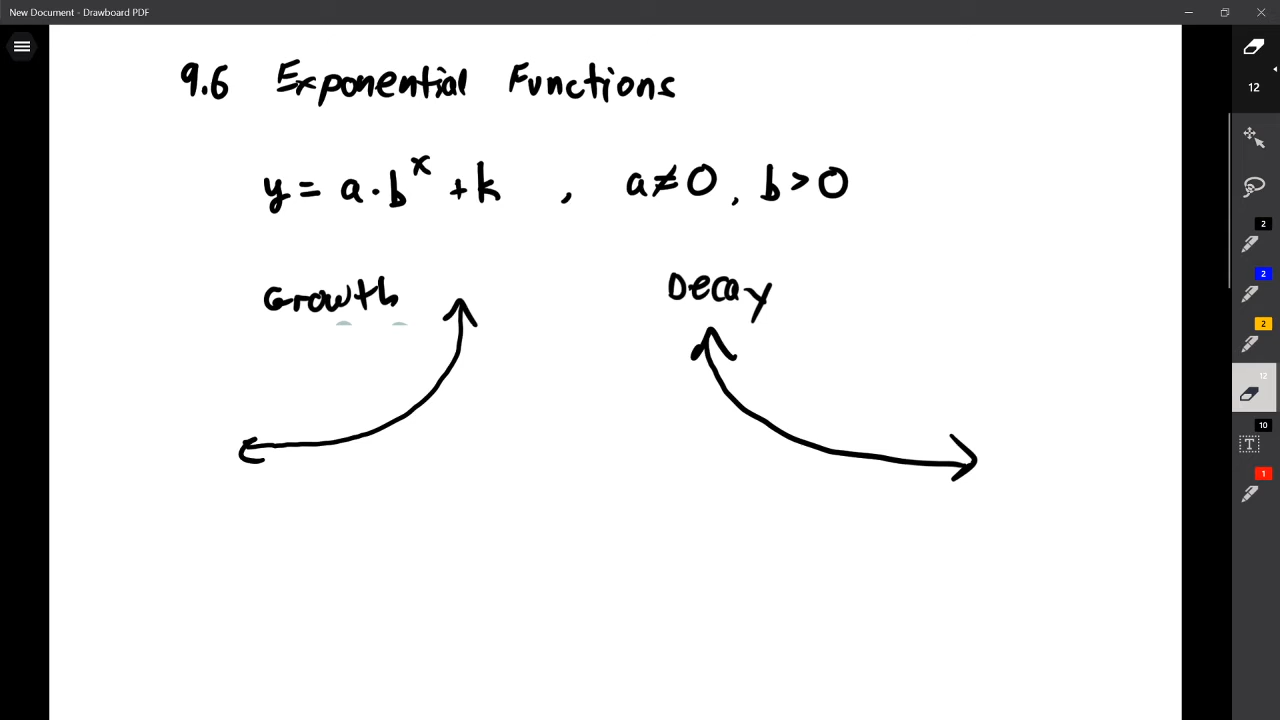 New Document - Drawboard PDF
9.6 Exponential Functions
12
y = a · b^x + k , a ≠ 0, b > 0
2
Growth Decay
2
2
12
10
T
1